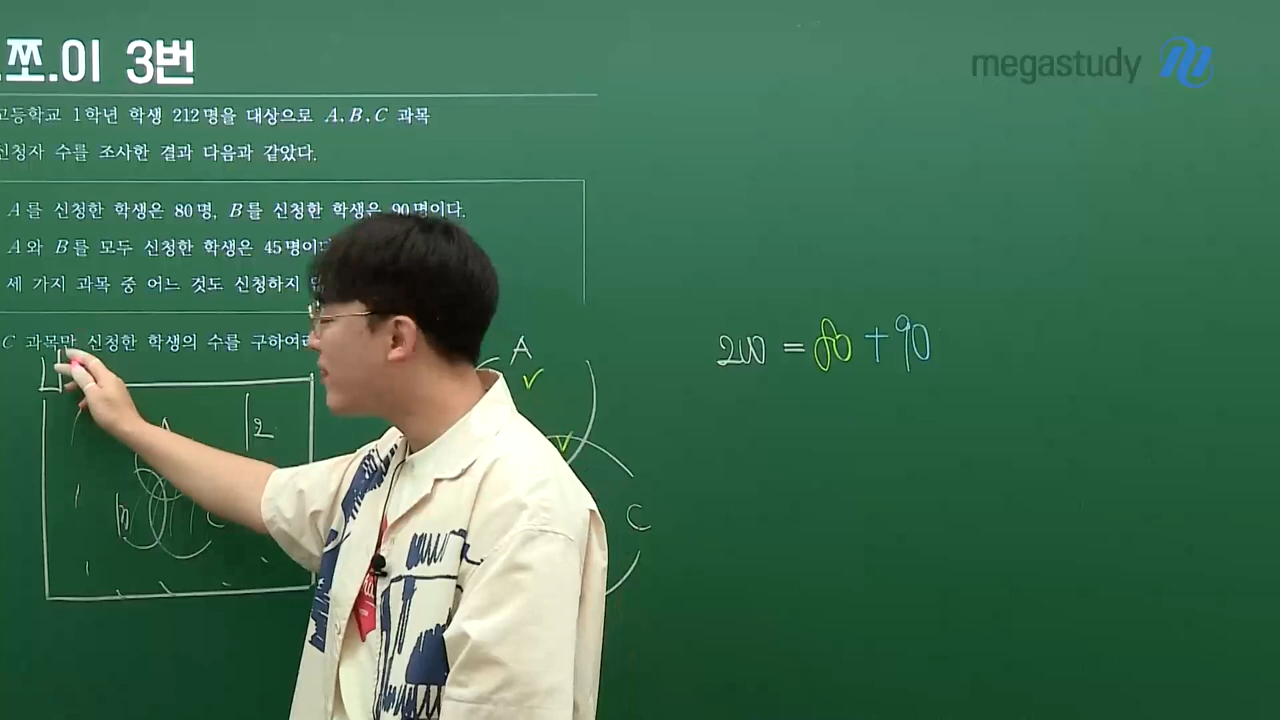 쪼.이 3번
megastudy
고등학교 1학년 학생 212명을 대상으로 A, B, C 과목
신청자 수를 조사한 결과 다음과 같았다.
A를 신청한 학생은 80명, B를 신청한 학생은 90명이다.
A와 B를 모두 신청한 학생은 45명이다
세 가지 과목 중 어느 것도 신청하지
C 과목만 신청한 학생의 수를 구하여라
U
12
A
B
C
A
C
200 = 80 + 90